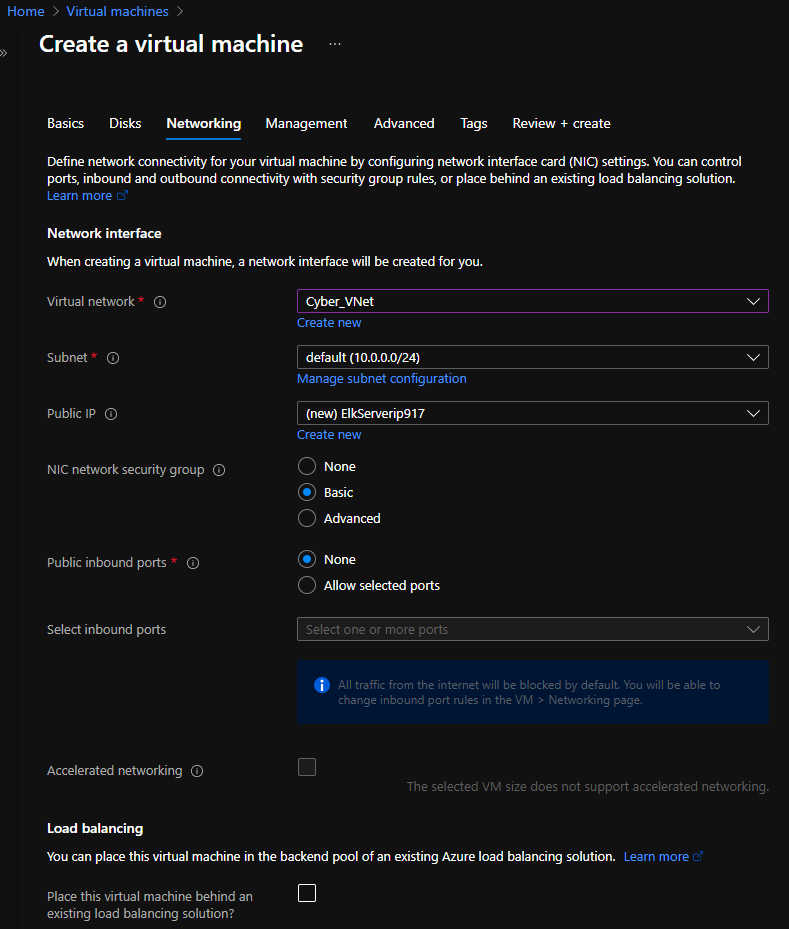 Home > Virtual machines >
Create a virtual machine ...
Basics Disks Networking Management Advanced Tags Review + create
Define network connectivity for your virtual machine by configuring network interface card (NIC) settings. You can control
ports, inbound and outbound connectivity with security group rules, or place behind an existing load balancing solution.
Learn more
Network interface
When creating a virtual machine, a network interface will be created for you.
Virtual network * Cyber_VNet
Create new
Subnet * default (10.0.0.0/24)
Manage subnet configuration
Public IP (new) ElkServerip917
Create new
NIC network security group None
Basic
Advanced
Public inbound ports * None
Allow selected ports
Select inbound ports Select one or more ports
All traffic from the internet will be blocked by default. You will be able to
change inbound port rules in the VM > Networking page.
Accelerated networking
The selected VM size does not support accelerated networking.
Load balancing
You can place this virtual machine in the backend pool of an existing Azure load balancing solution. Learn more
Place this virtual machine behind an
existing load balancing solution?